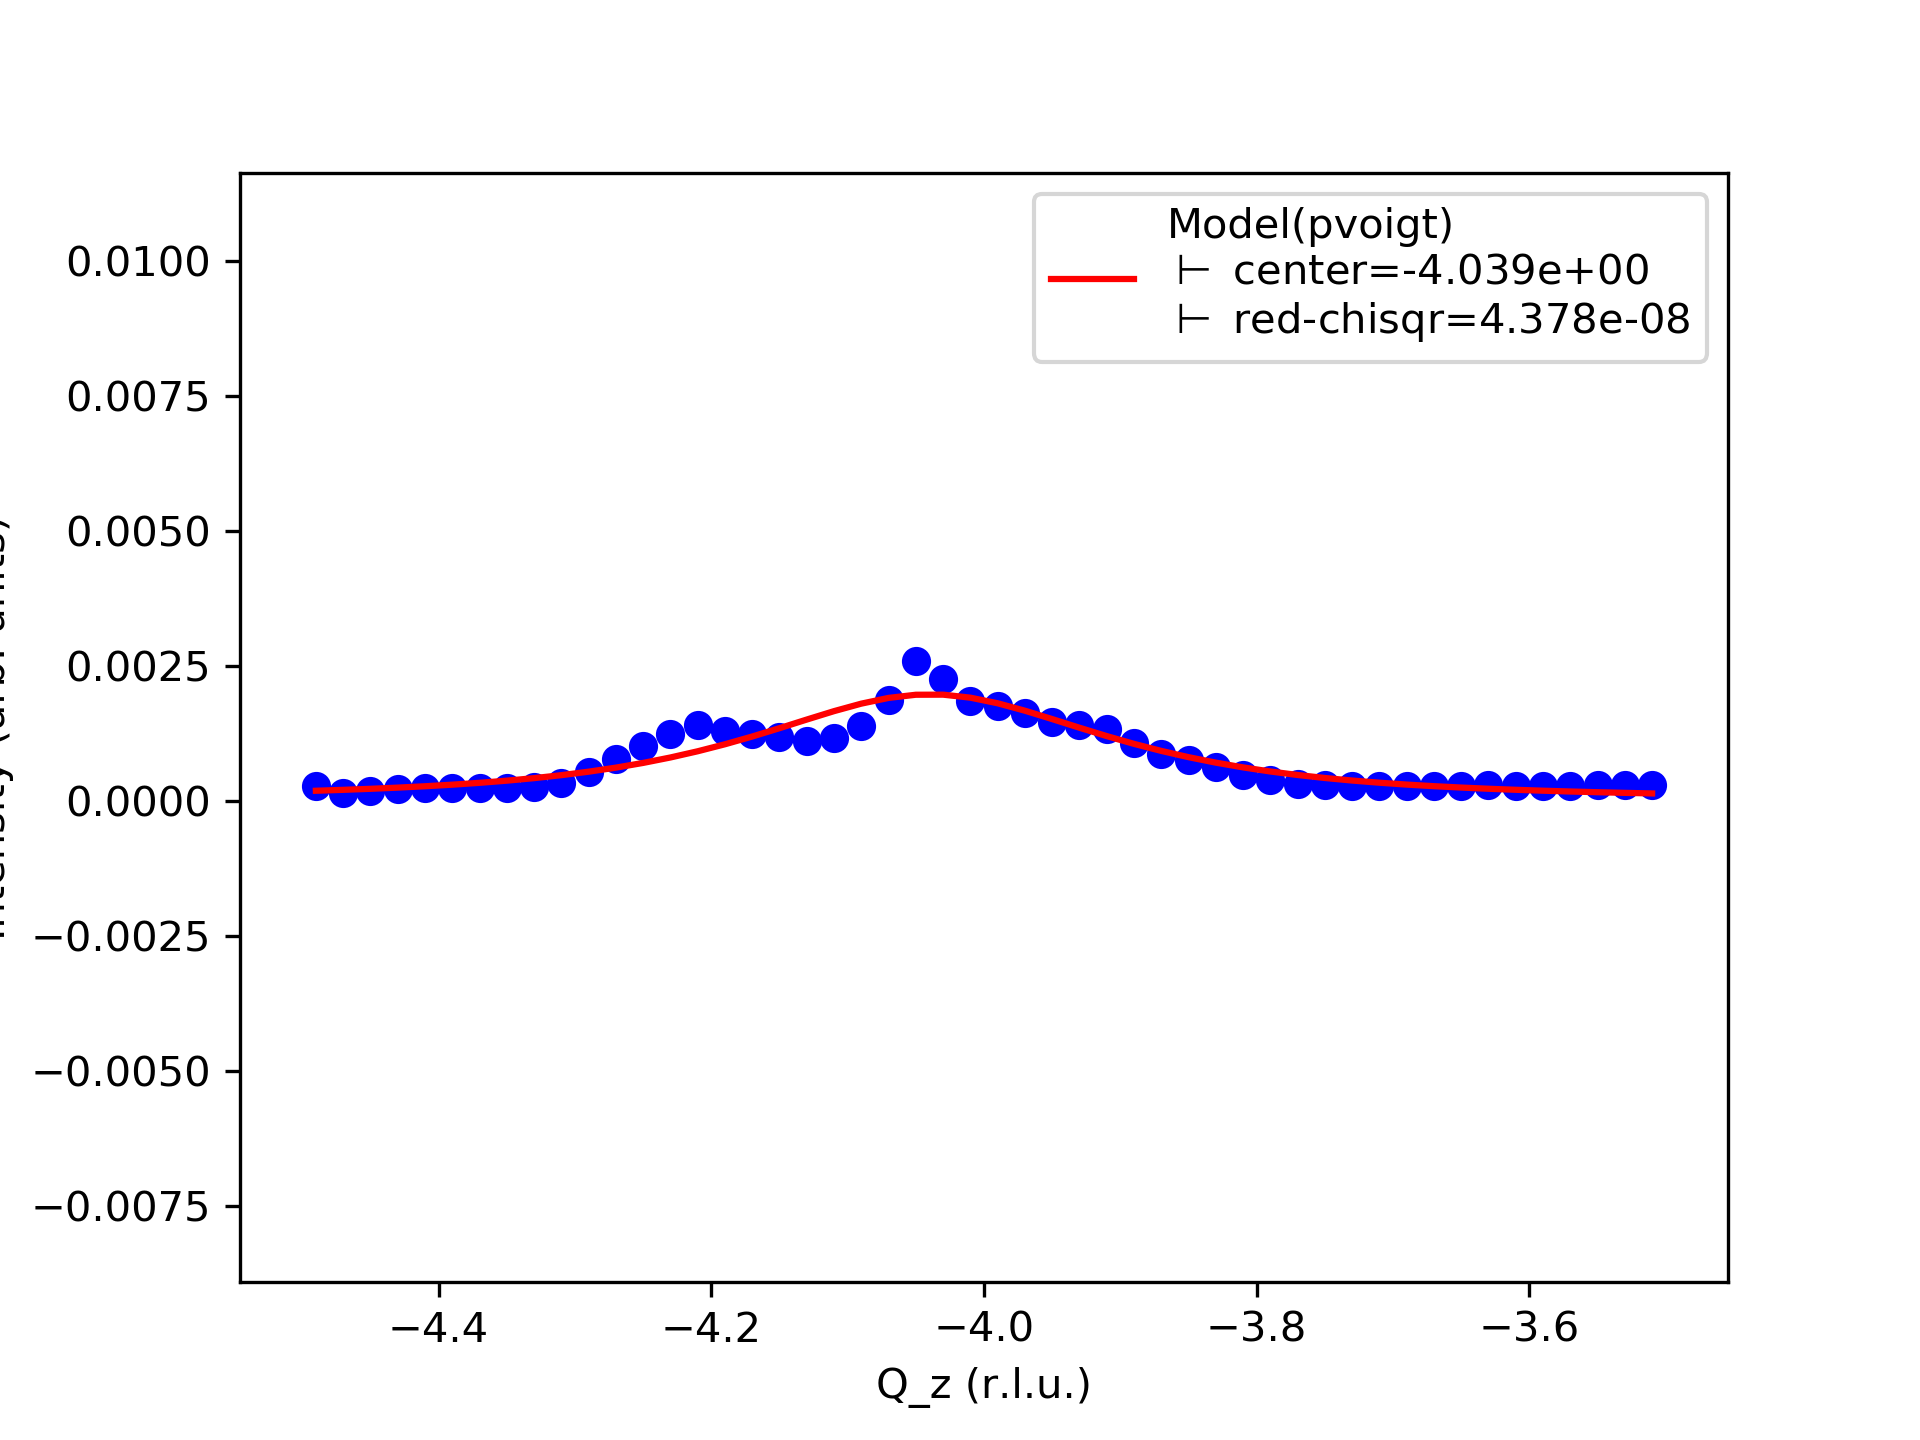 Model(pvoigt)
⊢ center=-4.039e+00
⊢ red-chisqr=4.378e-08
0.0100
0.0075
0.0050
0.0025
0.0000
−0.0025
−0.0050
−0.0075
−4.4 −4.2 −4.0 −3.8 −3.6
Q_z (r.l.u.)